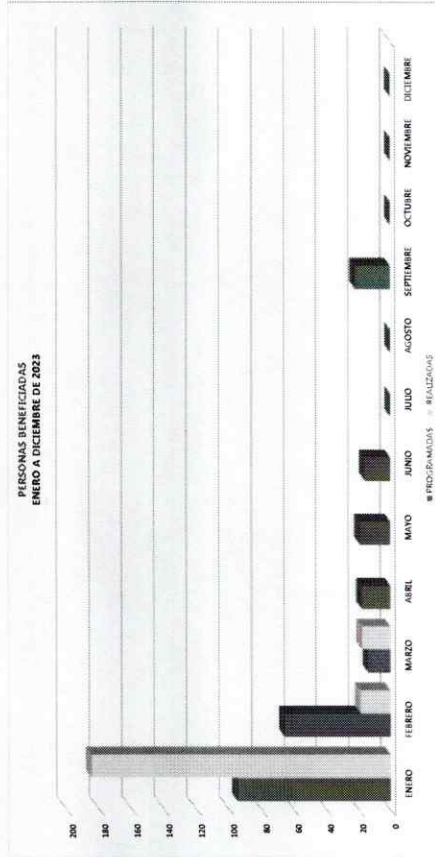 PERSONAS BENEFICIADAS
ENERO A DICIEMBRE DE 2023
200
180
160
140
120
100
80
60
40
20
0
ENERO
FEBRERO
MARZO
ABRIL
MAYO
JUNIO
JULIO
AGOSTO
SEPTIEMBRE
OCTUBRE
NOVIEMBRE
DICIEMBRE
PROGRAMADAS REALIZADAS